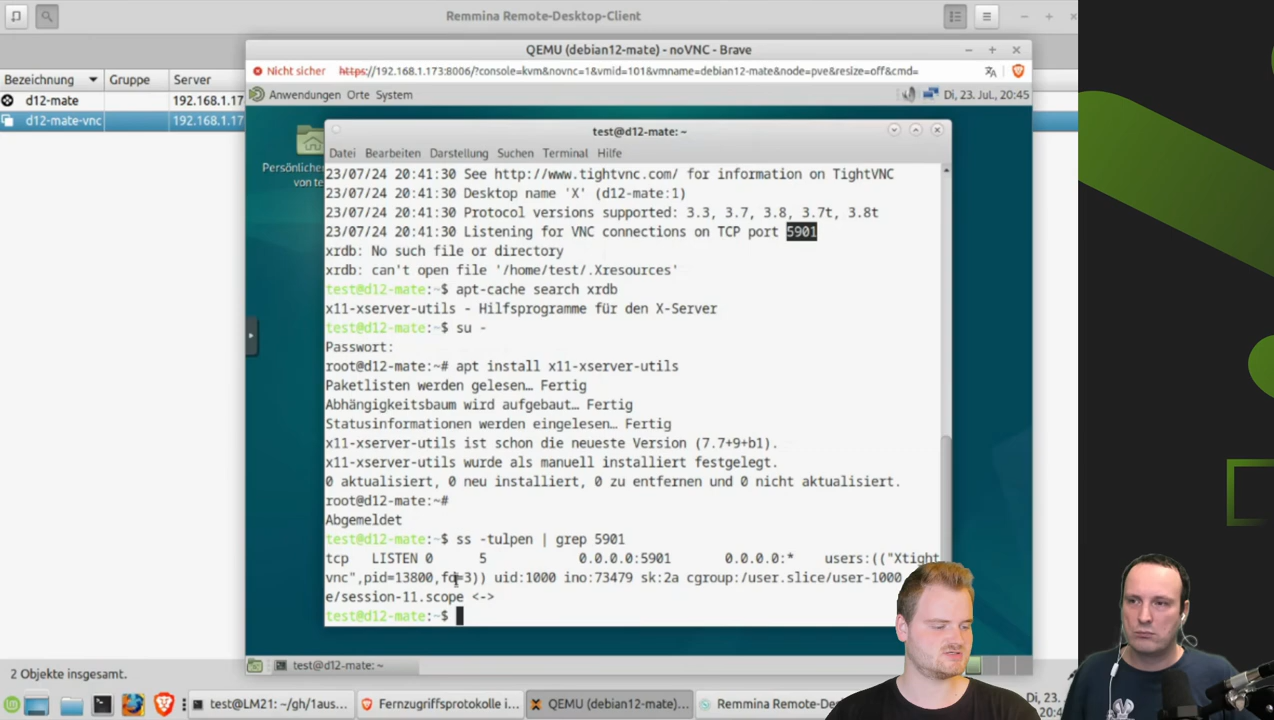 Remmina Remote-Desktop-Client
Bezeichnung Gruppe Server
d12-mate 192.168.1.17
d12-mate-vnc 192.168.1.17
QEMU (debian12-mate) - noVNC - Brave
Nicht sicher https://192.168.1.173:8006/?console=kvm&novnc=1&vmid=101&vmname=debian12-mate&node=pve&resize=off&cmd=
Anwendungen Orte System Di, 23. Jul., 20:45
Persönliche
von te
test@d12-mate: ~
Datei Bearbeiten Darstellung Suchen Terminal Hilfe
23/07/24 20:41:30 See http://www.tightvnc.com/ for information on TightVNC
23/07/24 20:41:30 Desktop name 'X' (d12-mate:1)
23/07/24 20:41:30 Protocol versions supported: 3.3, 3.7, 3.8, 3.7t, 3.8t
23/07/24 20:41:30 Listening for VNC connections on TCP port 5901
xrdb: No such file or directory
xrdb: can't open file '/home/test/.Xresources'
test@d12-mate:~$ apt-cache search xrdb
x11-xserver-utils - Hilfsprogramme für den X-Server
test@d12-mate:~$ su -
Passwort:
root@d12-mate:~# apt install x11-xserver-utils
Paketlisten werden gelesen… Fertig
Abhängigkeitsbaum wird aufgebaut… Fertig
Statusinformationen werden eingelesen… Fertig
x11-xserver-utils ist schon die neueste Version (7.7+9+b1).
x11-xserver-utils wurde als manuell installiert festgelegt.
0 aktualisiert, 0 neu installiert, 0 zu entfernen und 0 nicht aktualisiert.
root@d12-mate:~#
Abgemeldet
test@d12-mate:~$ ss -tulpen | grep 5901
tcp LISTEN 0 5 0.0.0.0:5901 0.0.0.0:* users:(("Xtight
vnc",pid=13800,fd=3)) uid:1000 ino:73479 sk:2a cgroup:/user.slice/user-1000
e/session-11.scope <->
test@d12-mate:~$
test@d12-mate: ~
2 Objekte insgesamt.
test@LM21: ~/gh/1aus... Fernzugriffsprotokolle i... QEMU (debian12-mate)... Remmina Remote-De Di, 23.